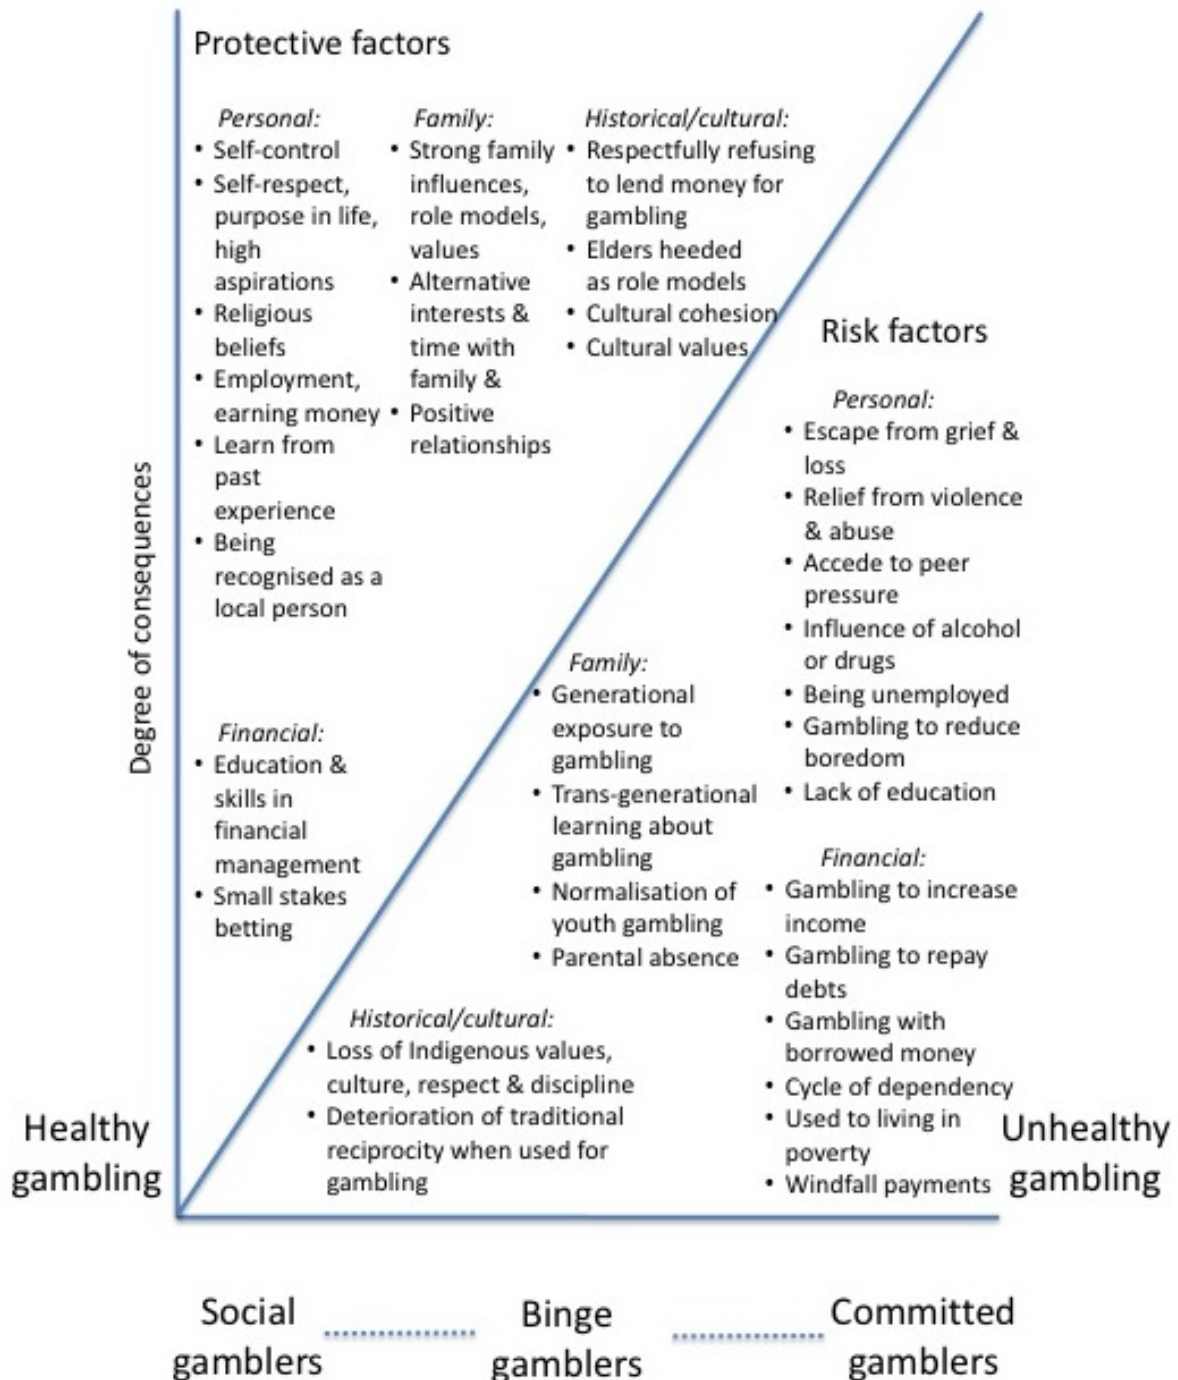 Protective factors
Personal:
• Self-control
• Self-respect,
purpose in life,
high
aspirations
• Religious
beliefs
• Employment,
earning money
• Learn from
past
experience
• Being
recognised as a
local person
Family:
• Strong family
influences,
role models,
values
• Alternative
interests &
time with
family &
• Positive
relationships
Historical/cultural:
• Respectfully refusing
to lend money for
gambling
• Elders heeded
as role models
• Cultural cohesion
• Cultural values
Financial:
• Education &
skills in
financial
management
• Small stakes
betting
Degree of consequences
Risk factors
Personal:
• Escape from grief &
loss
• Relief from violence
& abuse
• Accede to peer
pressure
• Influence of alcohol
or drugs
• Being unemployed
• Gambling to reduce
boredom
• Lack of education
Family:
• Generational
exposure to
gambling
• Trans-generational
learning about
gambling
• Normalisation of
youth gambling
• Parental absence
Financial:
• Gambling to increase
income
• Gambling to repay
debts
• Gambling with
borrowed money
• Cycle of dependency
• Used to living in
poverty
• Windfall payments
Historical/cultural:
• Loss of Indigenous values,
culture, respect & discipline
• Deterioration of traditional
reciprocity when used for
gambling
Healthy
gambling
Unhealthy
gambling
Social
gamblers
Binge
gamblers
Committed
gamblers